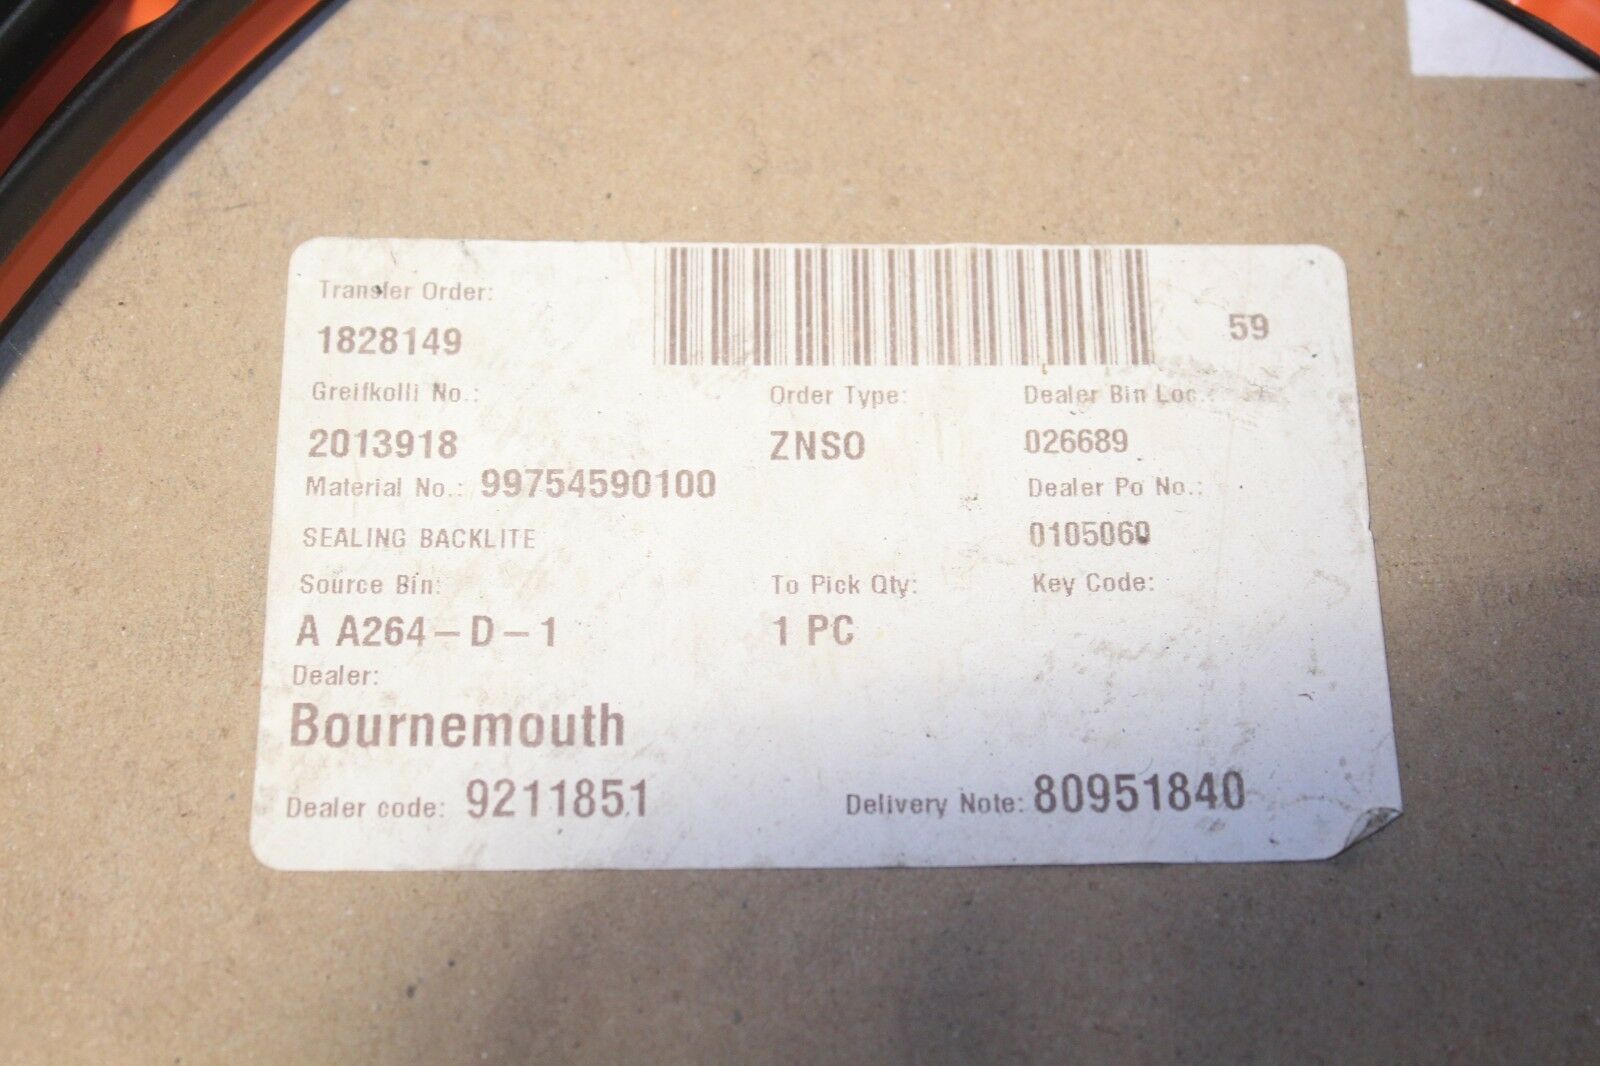 Transfer Order:
1828149
59
Greifkolli No.:
Order Type:
Dealer Bin Loc.:
2013918
ZNSO
026689
Material No.: 99754590100
Dealer Po No.:
SEALING BACKLITE
0105060
Source Bin:
To Pick Qty:
Key Code:
A A264-D-1
1 PC
Dealer:
Bournemouth
Dealer code: 9211851
Delivery Note: 80951840